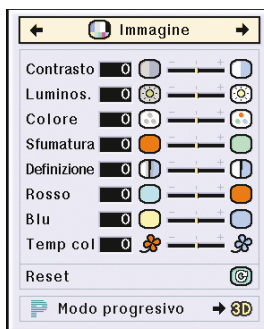 Immagine
Contrasto 0
Luminos. 0
Colore 0
Sfumatura 0
Definizione 0
Rosso 0
Blu 0
Temp col 0
Reset
P Modo progresivo 3D